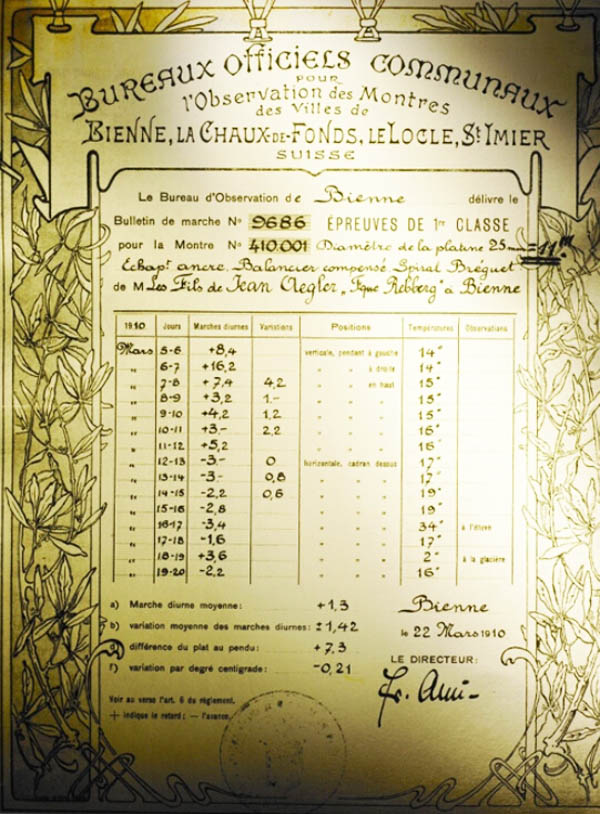 BUREAUX OFFICIELS COMMUNAUX
POUR
l'Observation des Montres
des Villes de
BIENNE, LA CHAUX-DE-FONDS, LE LOCLE, St IMIER
SUISSE
Le Bureau d'Observation de Bienne délivre le
Bulletin de marche No 9686 ÉPREUVES DE 1re CLASSE
pour la Montre No 410.001 Diamètre de la platine 25 mm = 11'''
Echapt ancre. Balancier compensé. Spiral Bréguet
de M Les Fils de Jean Aegler, „Fque Rebberg" à Bienne
1910 Jours Marches diurnes Variations Positions Températures Observations
Mars 5-6 +8,4 verticale, pendant à gauche 14°
" 6-7 +16,2 " " à droite 14°
" 7-8 +7,4 4,2 " " en haut 15°
" 8-9 +3,2 1.- " " " 15°
" 9-10 +4,2 1,2 " " " 15°
" 10-11 +3.- 2,2 " " " 16°
" 11-12 +5,2 " " " 16°
" 12-13 -3.- 0 horizontale, cadran dessus 17°
" 13-14 -3.- 0,8 " " " 17°
" 14-15 -2,2 0,6 " " " 19°
" 15-16 -2,8 " " " 19°
" 16-17 -3,4 " " " 34° à l'étuve
" 17-18 -1,6 " " " 17°
" 18-19 +3,6 " " " 2° à la glacière
" 19-20 -2,2 " " " 16°
a) Marche diurne moyenne: +1,3
b) variation moyenne des marches diurnes: ±1,42
d) différence du plat au pendu: +7,3
f) variation par degré centigrade: -0,21
Bienne
le 22 Mars 1910
LE DIRECTEUR:
Voir au verso l'art. 6 du règlement.
+ indique le retard; — l'avance.